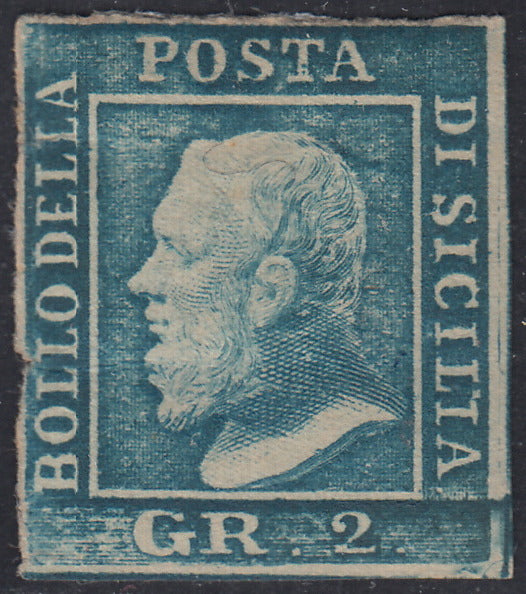 BOLLO DELLA
POSTA
DI SICILIA
GR. 2.